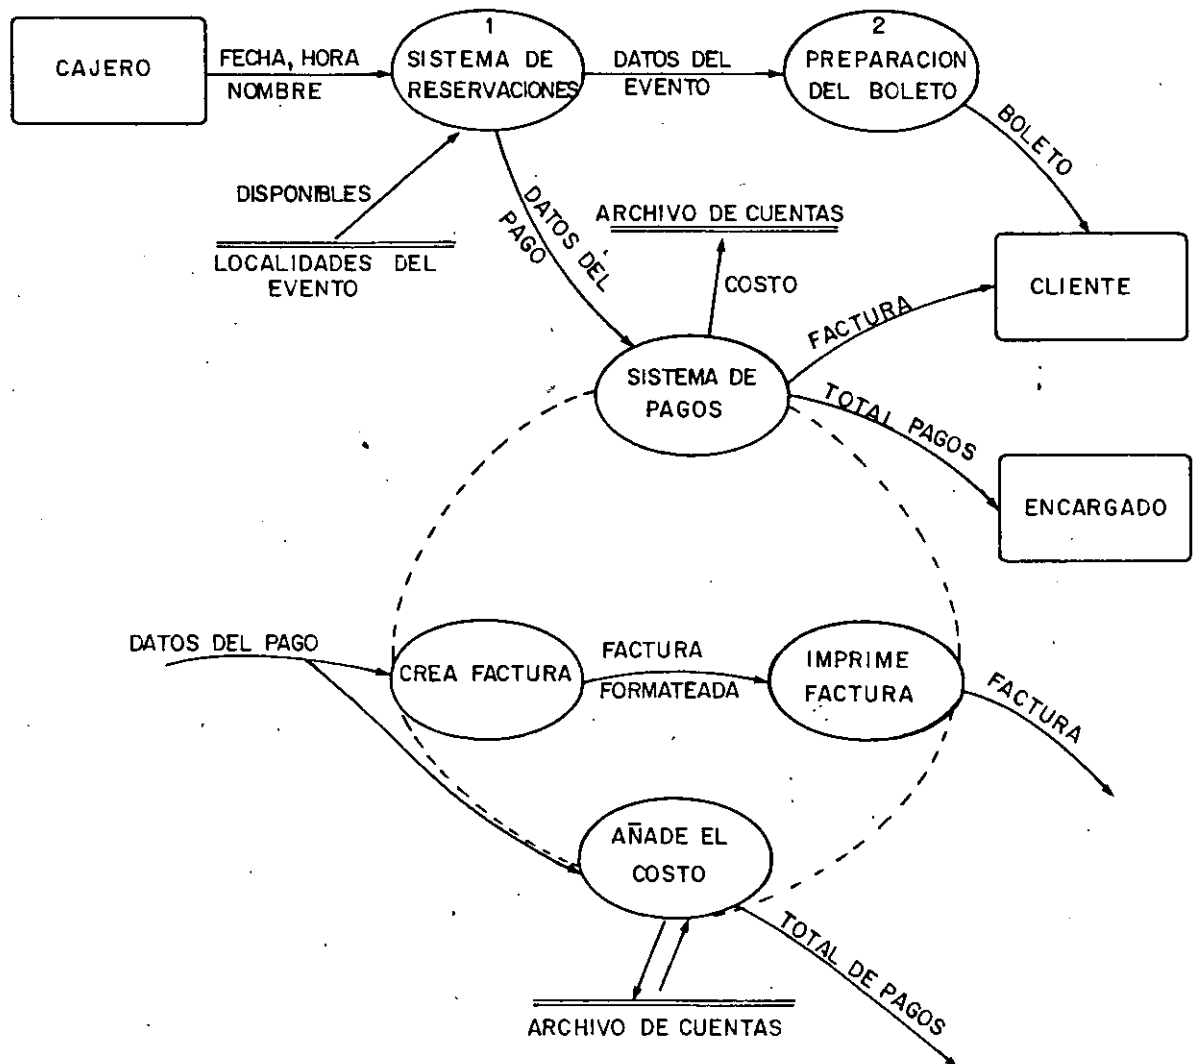 CAJERO
FECHA, HORA
NOMBRE
1
SISTEMA DE
RESERVACIONES
DATOS DEL
EVENTO
2
PREPARACION
DEL BOLETO
BOLETO
DISPONIBLES
LOCALIDADES DEL
EVENTO
DATOS DEL
PAGO
ARCHIVO DE CUENTAS
COSTO
CLIENTE
FACTURA
SISTEMA DE
PAGOS
TOTAL PAGOS
ENCARGADO
DATOS DEL PAGO
CREA FACTURA
FACTURA
FORMATEADA
IMPRIME
FACTURA
FACTURA
AÑADE EL
COSTO
TOTAL DE PAGOS
ARCHIVO DE CUENTAS